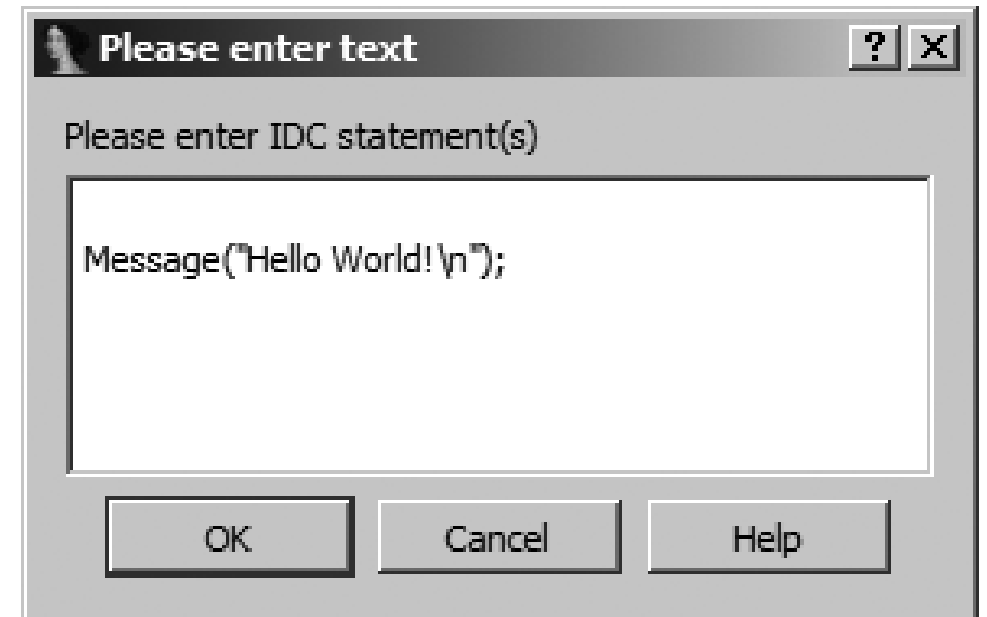 Please enter text
? X
Please enter IDC statement(s)
Message("Hello World!\n");
OK Cancel Help